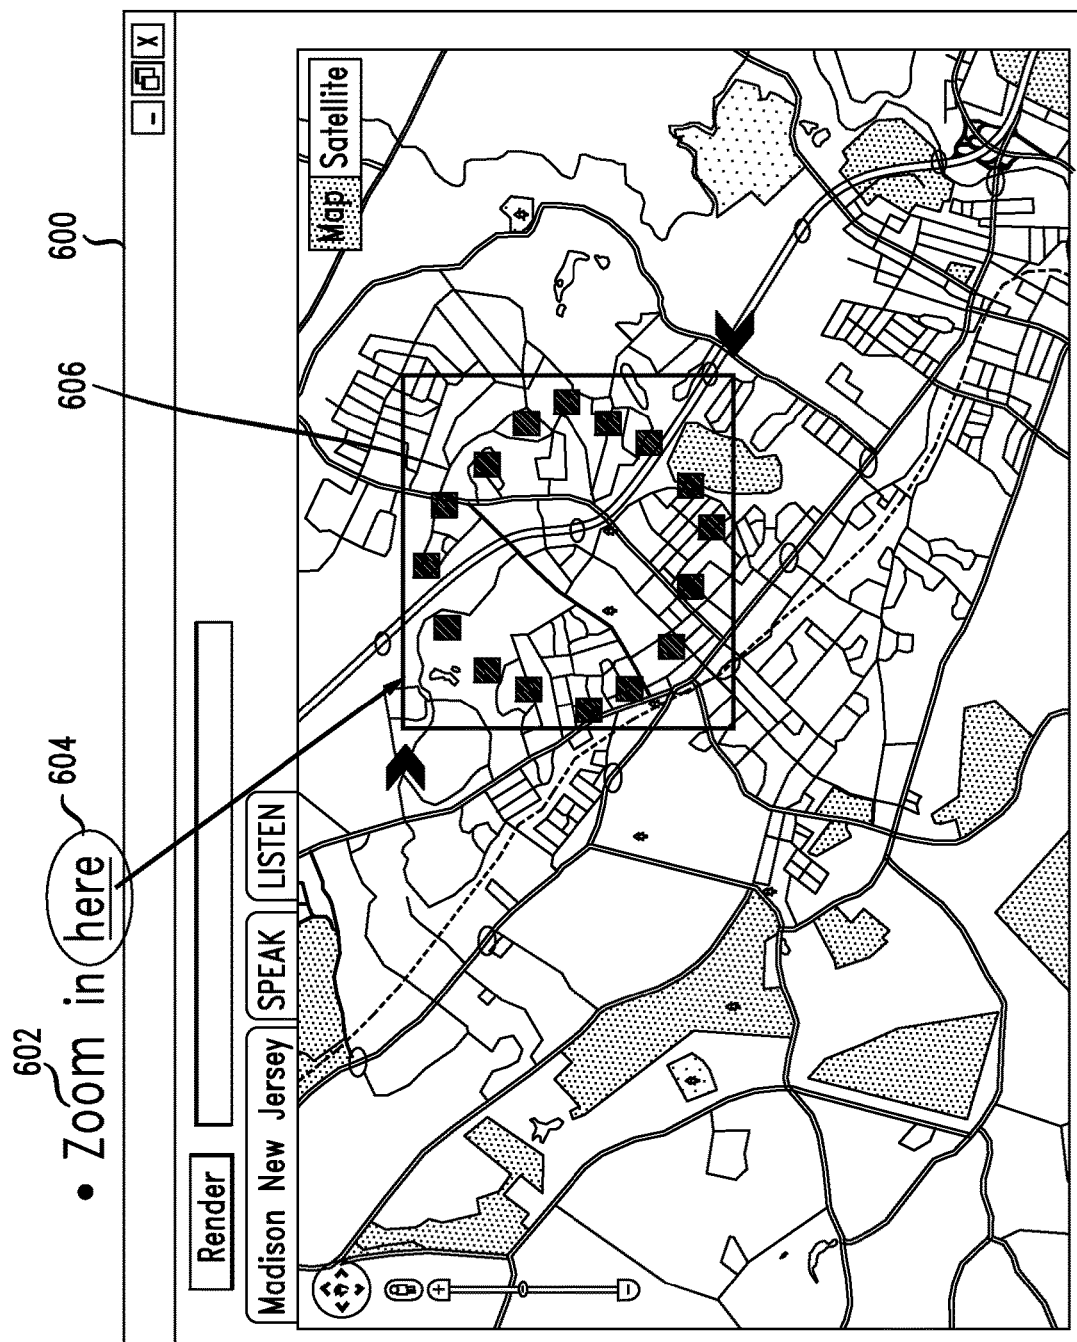 • Zoom in here
602
604
600
- X
606
Render
Madison New Jersey SPEAK LISTEN
Map Satellite
+
-